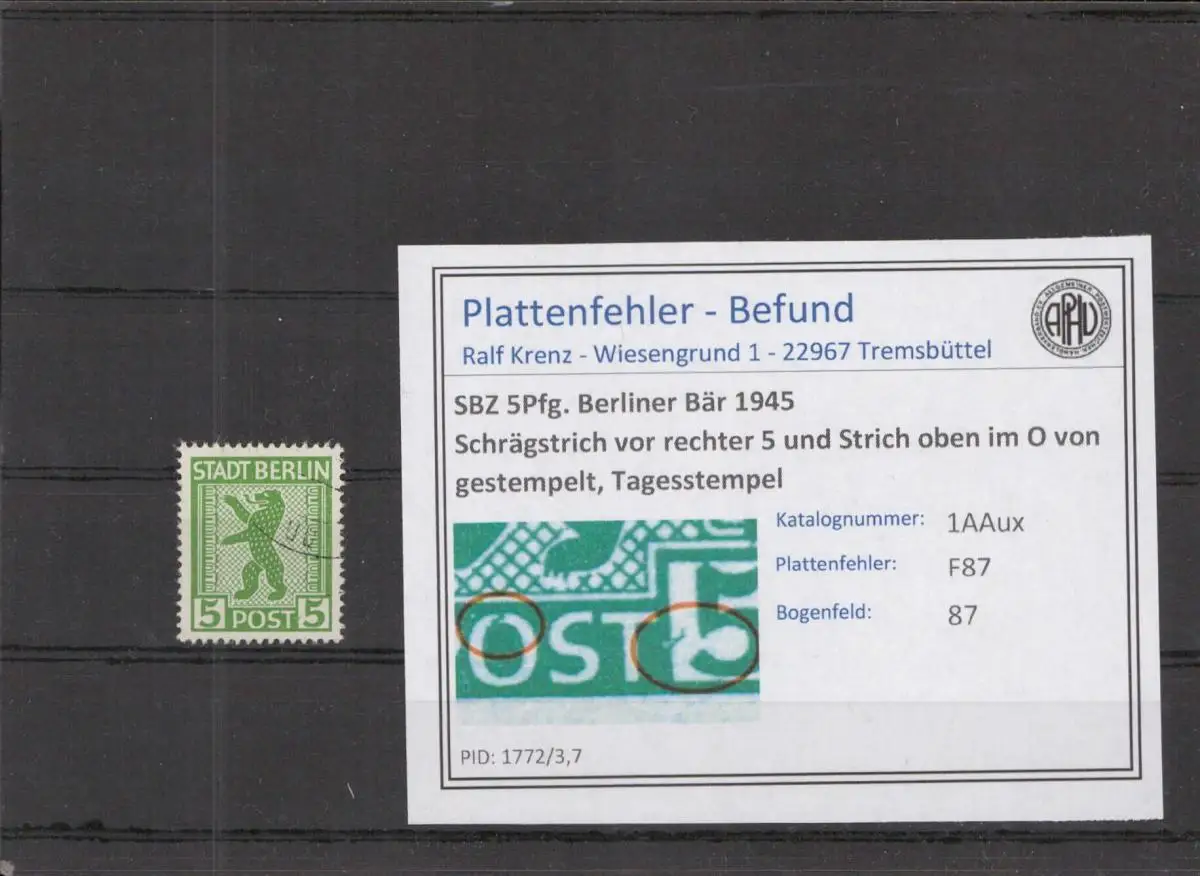 STADT BERLIN
5 POST 5
Plattenfehler - Befund
Ralf Krenz - Wiesengrund 1 - 22967 Tremsbüttel
APHV
SBZ 5Pfg. Berliner Bär 1945
Schrägstrich vor rechter 5 und Strich oben im O von
gestempelt, Tagesstempel
Katalognummer: 1AAux
Plattenfehler: F87
Bogenfeld: 87
OST 5
PID: 1772/3,7